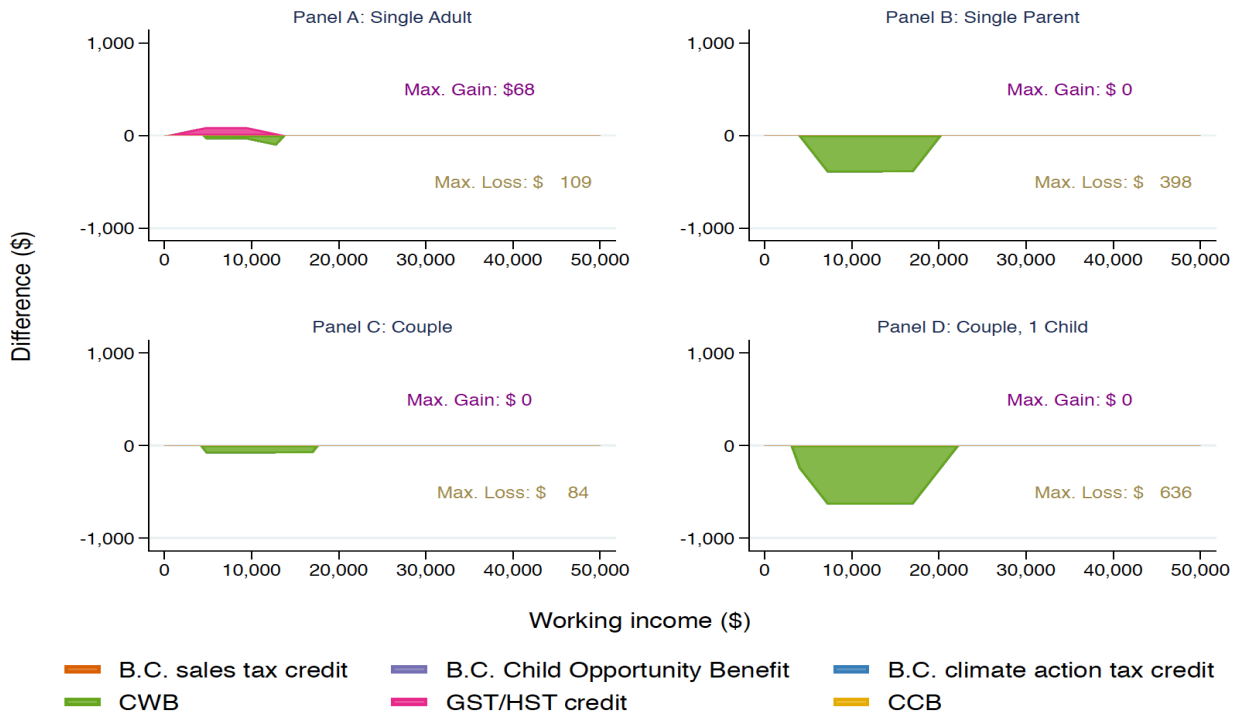 Panel A: Single Adult
1,000
0
-1,000
Max. Gain: $68
Max. Loss: $ 109
0 10,000 20,000 30,000 40,000 50,000
Panel B: Single Parent
1,000
0
-1,000
Max. Gain: $ 0
Max. Loss: $ 398
0 10,000 20,000 30,000 40,000 50,000
Difference ($)
Panel C: Couple
1,000
0
-1,000
Max. Gain: $ 0
Max. Loss: $ 84
0 10,000 20,000 30,000 40,000 50,000
Panel D: Couple, 1 Child
1,000
0
-1,000
Max. Gain: $ 0
Max. Loss: $ 636
0 10,000 20,000 30,000 40,000 50,000
Working income ($)
B.C. sales tax credit B.C. Child Opportunity Benefit B.C. climate action tax credit
CWB GST/HST credit CCB